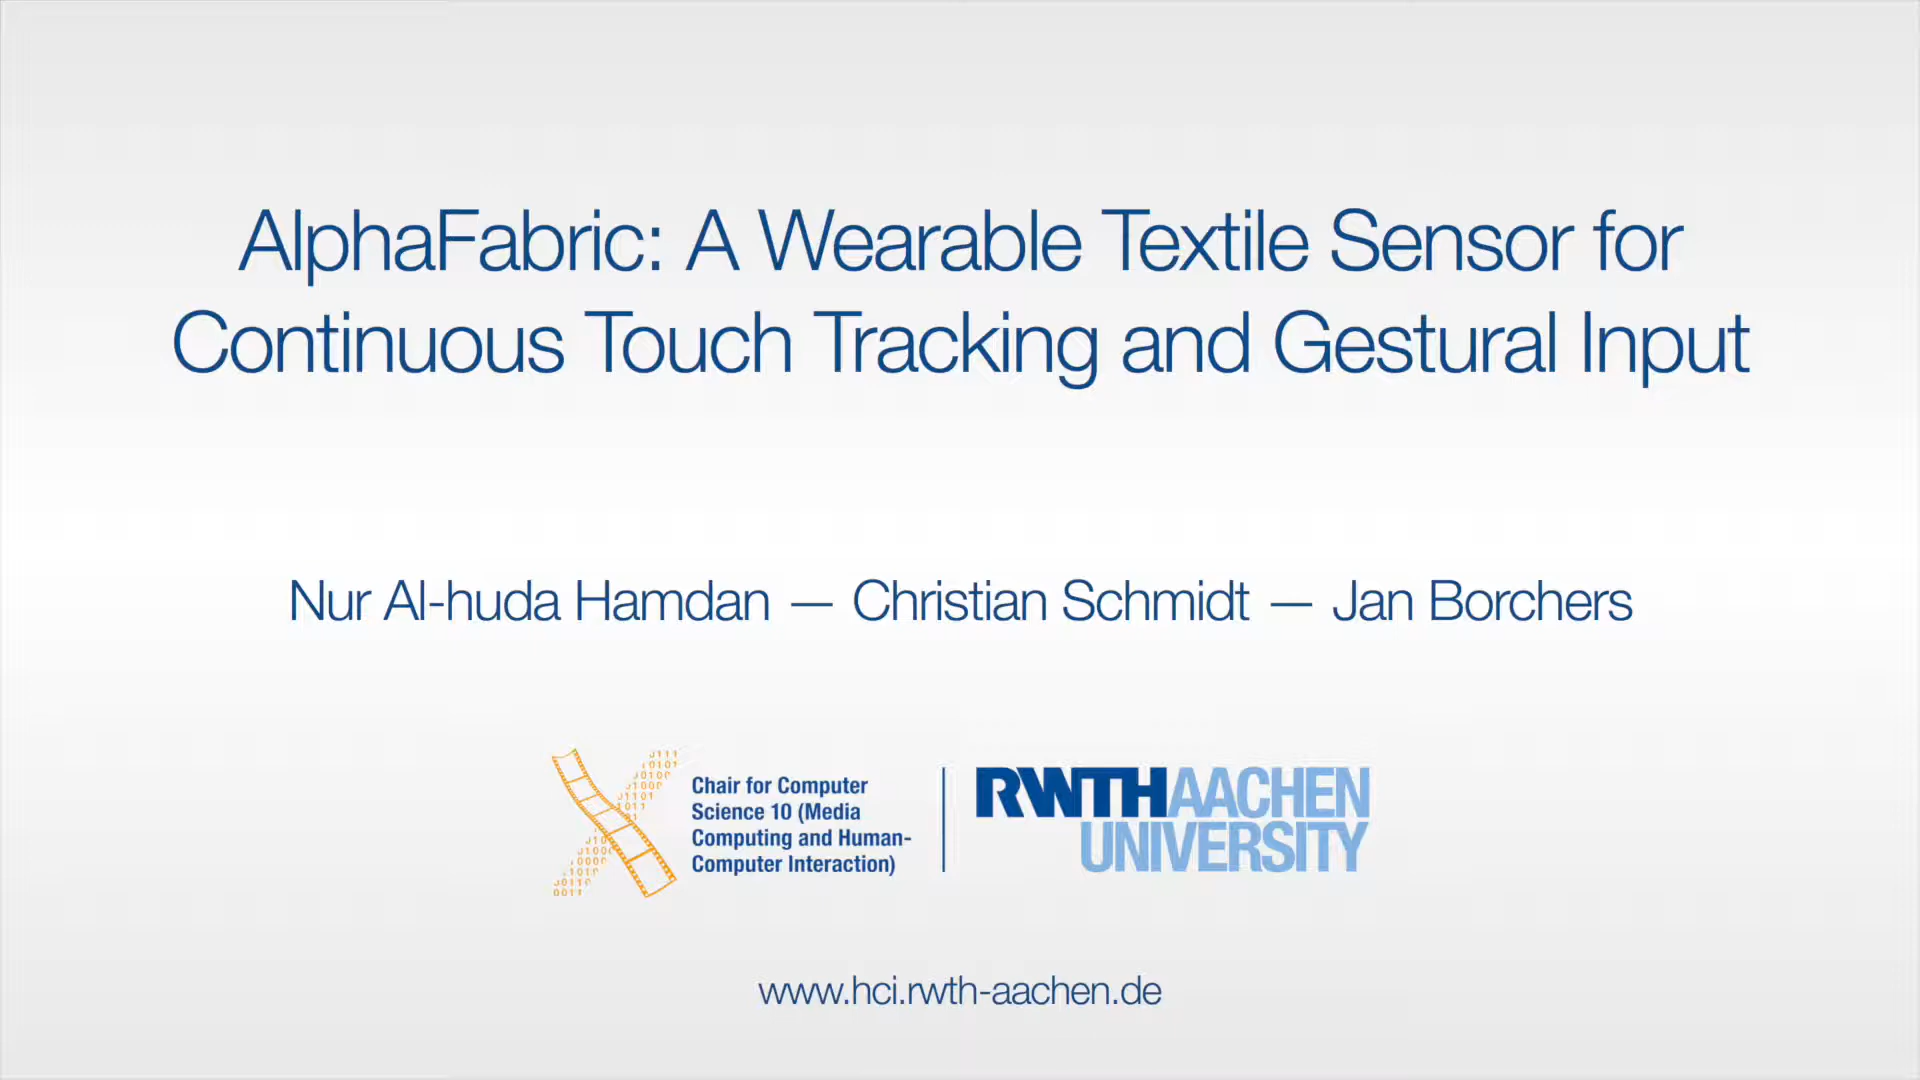 AlphaFabric: A Wearable Textile Sensor for
Continuous Touch Tracking and Gestural Input
Nur Al-huda Hamdan — Christian Schmidt — Jan Borchers
Chair for Computer
Science 10 (Media
Computing and Human-
Computer Interaction)
RWTHAACHEN
UNIVERSITY
www.hci.rwth-aachen.de